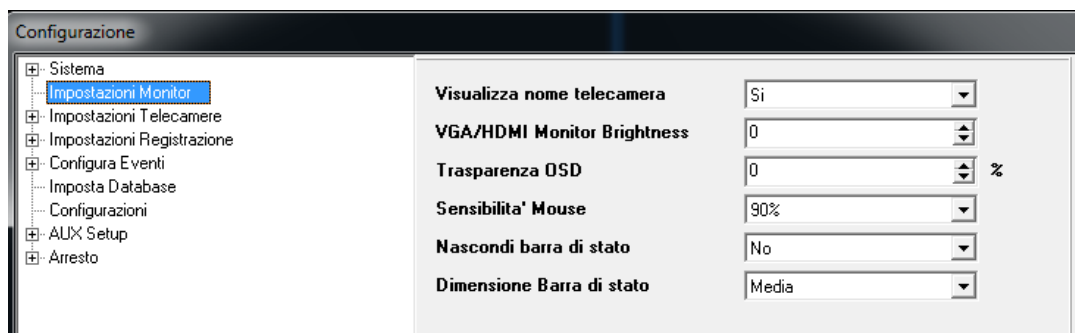 Configurazione
Sistema
Impostazioni Monitor
Impostazioni Telecamere
Impostazioni Registrazione
Configura Eventi
Imposta Database
Configurazioni
AUX Setup
Arresto
Visualizza nome telecamera Si
VGA/HDMI Monitor Brightness 0
Trasparenza OSD 0 %
Sensibilita' Mouse 90%
Nascondi barra di stato No
Dimensione Barra di stato Media